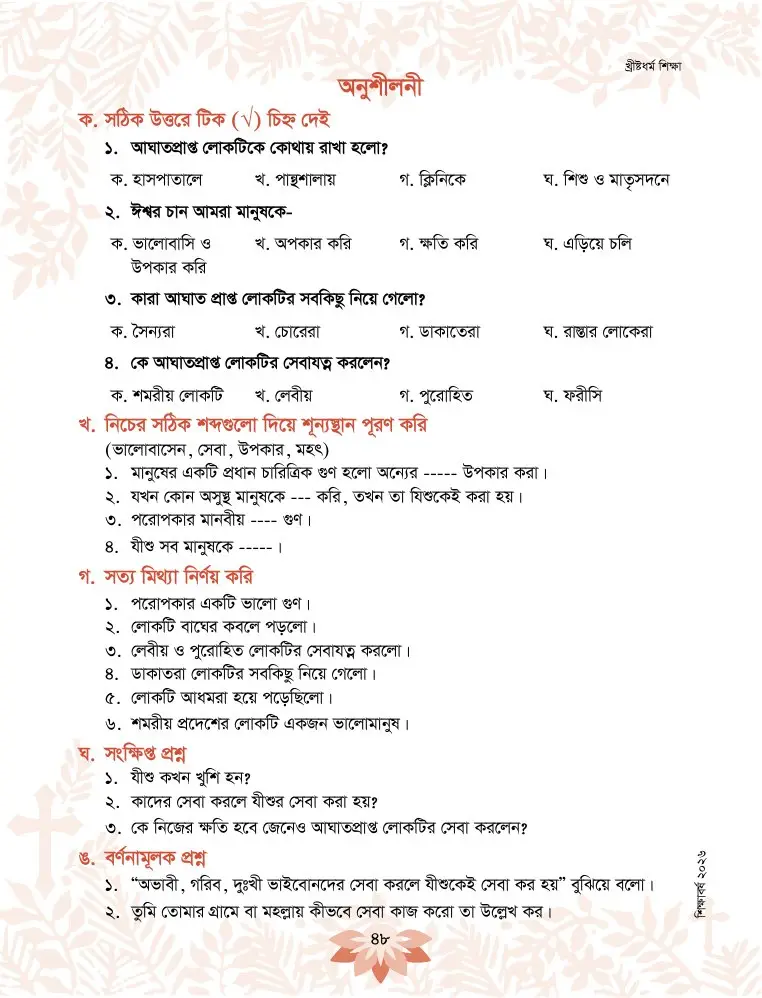 খ্রীষ্টধর্ম শিক্ষা
অনুশীলনী
ক. সঠিক উত্তরে টিক (√) চিহ্ন দেই
১. আঘাতপ্রাপ্ত লোকটিকে কোথায় রাখা হলো?
ক. হাসপাতালে খ. পান্থশালায় গ. ক্লিনিকে ঘ. শিশু ও মাতৃসদনে
২. ঈশ্বর চান আমরা মানুষকে-
ক. ভালোবাসি ও খ. অপকার করি গ. ক্ষতি করি ঘ. এড়িয়ে চলি
উপকার করি
৩. কারা আঘাত প্রাপ্ত লোকটির সবকিছু নিয়ে গেলো?
ক. সৈন্যরা খ. চোরেরা গ. ডাকাতেরা ঘ. রাস্তার লোকেরা
৪. কে আঘাতপ্রাপ্ত লোকটির সেবাযত্ন করলেন?
ক. শমরীয় লোকটি খ. লেবীয় গ. পুরোহিত ঘ. ফরীসি
খ. নিচের সঠিক শব্দগুলো দিয়ে শূন্যস্থান পূরণ করি
(ভালোবাসেন, সেবা, উপকার, মহৎ)
১. মানুষের একটি প্রধান চারিত্রিক গুণ হলো অন্যের ----- উপকার করা।
২. যখন কোন অসুস্থ মানুষকে --- করি, তখন তা যিশুকেই করা হয়।
৩. পরোপকার মানবীয় ---- গুণ।
৪. যীশু সব মানুষকে -----।
গ. সত্য মিথ্যা নির্ণয় করি
১. পরোপকার একটি ভালো গুণ।
২. লোকটি বাঘের কবলে পড়লো।
৩. লেবীয় ও পুরোহিত লোকটির সেবাযত্ন করলো।
৪. ডাকাতরা লোকটির সবকিছু নিয়ে গেলো।
৫. লোকটি আধমরা হয়ে পড়েছিলো।
৬. শমরীয় প্রদেশের লোকটি একজন ভালোমানুষ।
ঘ. সংক্ষিপ্ত প্রশ্ন
১. যীশু কখন খুশি হন?
২. কাদের সেবা করলে যীশুর সেবা করা হয়?
৩. কে নিজের ক্ষতি হবে জেনেও আঘাতপ্রাপ্ত লোকটির সেবা করলেন?
ঙ. বর্ণনামূলক প্রশ্ন
১. “অভাবী, গরিব, দুঃখী ভাইবোনদের সেবা করলে যীশুকেই সেবা কর হয়” বুঝিয়ে বলো।
২. তুমি তোমার গ্রামে বা মহল্লায় কীভবে সেবা কাজ করো তা উল্লেখ কর।
শিক্ষাবর্ষ ২০২৬
৪৮